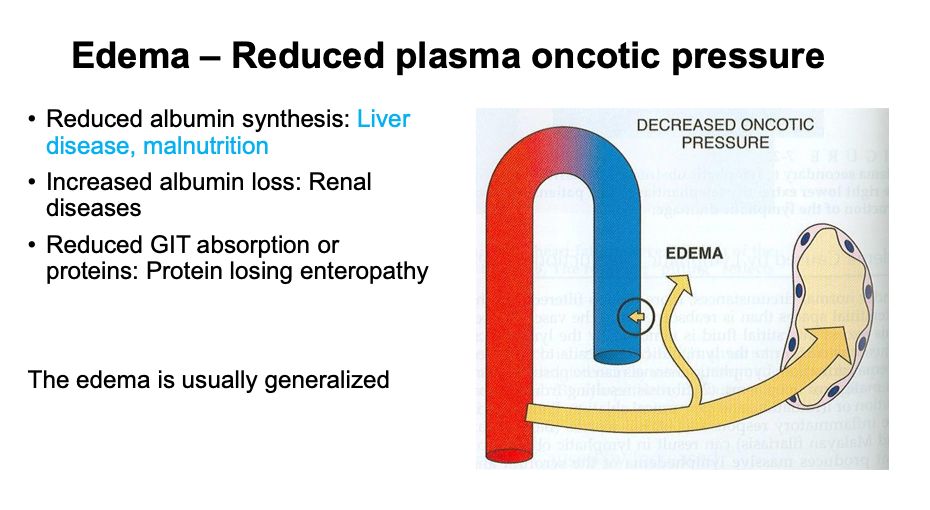 Edema – Reduced plasma oncotic pressure
• Reduced albumin synthesis: Liver
disease, malnutrition
• Increased albumin loss: Renal
diseases
• Reduced GIT absorption or
proteins: Protein losing enteropathy
The edema is usually generalized
DECREASED ONCOTIC
PRESSURE
EDEMA